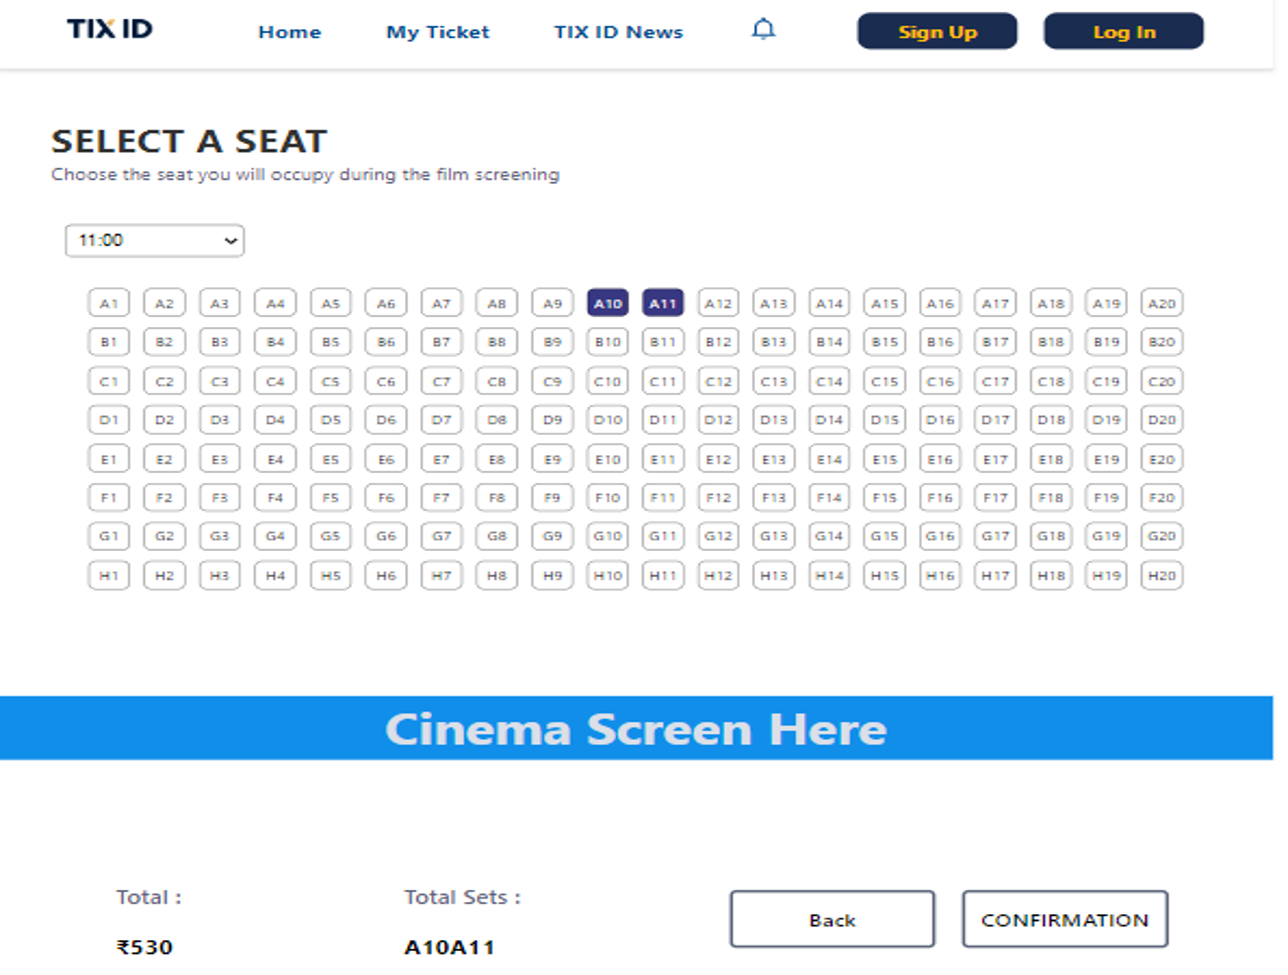 TIX ID Home My Ticket TIX ID News Sign Up Log In
SELECT A SEAT
Choose the seat you will occupy during the film screening
11:00
A1 A2 A3 A4 A5 A6 A7 A8 A9 A10 A11 A12 A13 A14 A15 A16 A17 A18 A19 A20
B1 B2 B3 B4 B5 B6 B7 B8 B9 B10 B11 B12 B13 B14 B15 B16 B17 B18 B19 B20
C1 C2 C3 C4 C5 C6 C7 C8 C9 C10 C11 C12 C13 C14 C15 C16 C17 C18 C19 C20
D1 D2 D3 D4 D5 D6 D7 D8 D9 D10 D11 D12 D13 D14 D15 D16 D17 D18 D19 D20
E1 E2 E3 E4 E5 E6 E7 E8 E9 E10 E11 E12 E13 E14 E15 E16 E17 E18 E19 E20
F1 F2 F3 F4 F5 F6 F7 F8 F9 F10 F11 F12 F13 F14 F15 F16 F17 F18 F19 F20
G1 G2 G3 G4 G5 G6 G7 G8 G9 G10 G11 G12 G13 G14 G15 G16 G17 G18 G19 G20
H1 H2 H3 H4 H5 H6 H7 H8 H9 H10 H11 H12 H13 H14 H15 H16 H17 H18 H19 H20
Cinema Screen Here
Total : Total Sets :
Back CONFIRMATION
₹530 A10A11